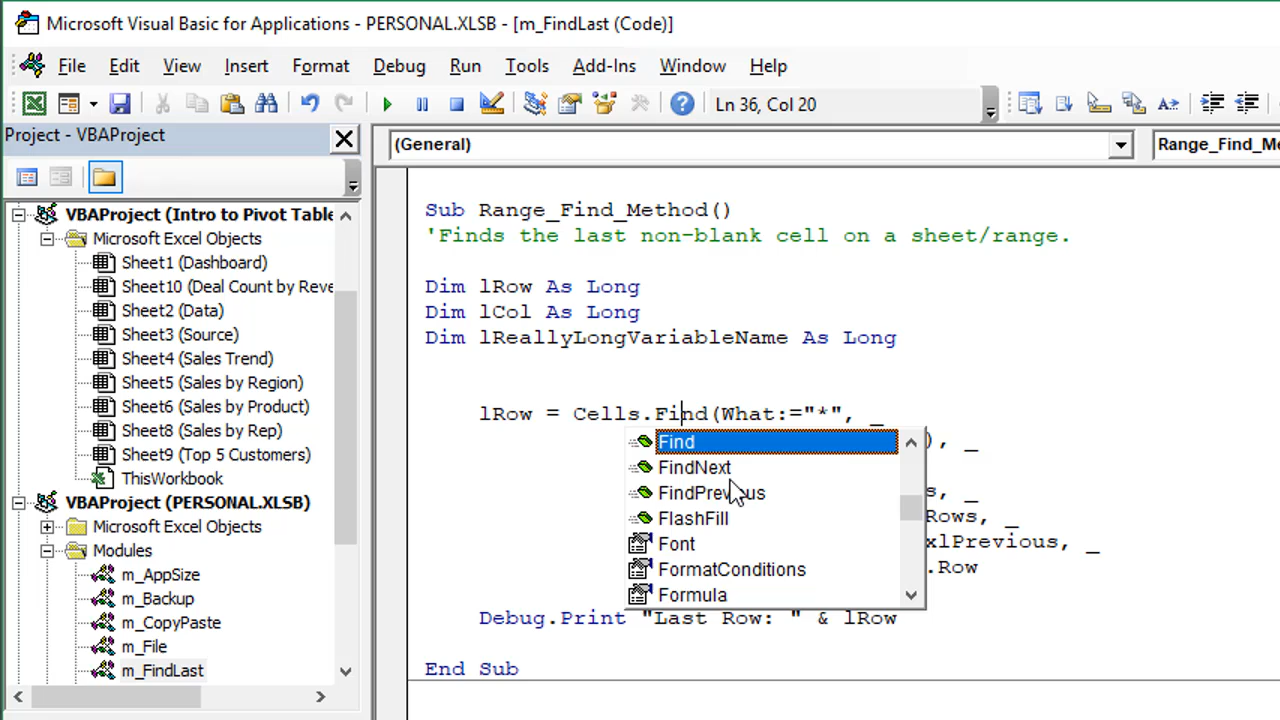 Microsoft Visual Basic for Applications - PERSONAL.XLSB - [m_FindLast (Code)]
File Edit View Insert Format Debug Run Tools Add-Ins Window Help
Ln 36, Col 20
Project - VBAProject
(General)
Range_Find_Me
VBAProject (Intro to Pivot Table
Microsoft Excel Objects
Sheet1 (Dashboard)
Sheet10 (Deal Count by Reve
Sheet2 (Data)
Sheet3 (Source)
Sheet4 (Sales Trend)
Sheet5 (Sales by Region)
Sheet6 (Sales by Product)
Sheet8 (Sales by Rep)
Sheet9 (Top 5 Customers)
ThisWorkbook
VBAProject (PERSONAL.XLSB)
Microsoft Excel Objects
Modules
m_AppSize
m_Backup
m_CopyPaste
m_File
m_FindLast
Sub Range_Find_Method()
'Finds the last non-blank cell on a sheet/range.
Dim lRow As Long
Dim lCol As Long
Dim lReallyLongVariableName As Long
lRow = Cells.Find(What:="*", _
Find
), _
FindNext
FindPrevious
s, _
FlashFill
Rows, _
Font
xlPrevious, _
FormatConditions
.Row
Formula
Debug.Print "Last Row: " & lRow
End Sub